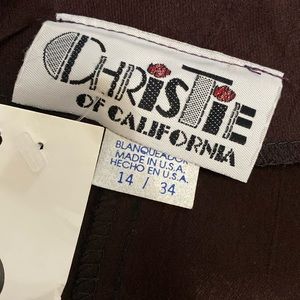 CHRISTIE
OF CALIFORNIA
BLANQUEADOR
MADE IN U.S.A.
HECHO EN U.S.A.
14 / 34